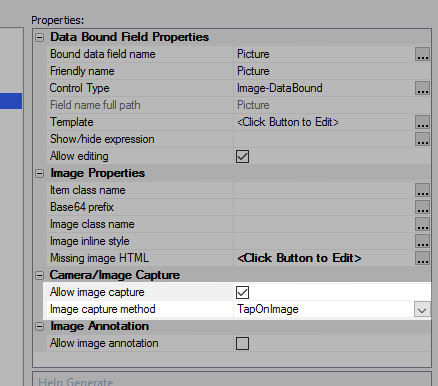 Properties:
Data Bound Field Properties
Bound data field name Picture ...
Friendly name Picture
Control Type Image-DataBound ...
Field name full path Picture
Template <Click Button to Edit> ...
Show/hide expression ...
Allow editing
Image Properties
Item class name ...
Base64 prefix ...
Image class name ...
Image inline style ...
Missing image HTML <Click Button to Edit> ...
Camera/Image Capture
Allow image capture
Image capture method TapOnImage
Image Annotation
Allow image annotation
Help Generate